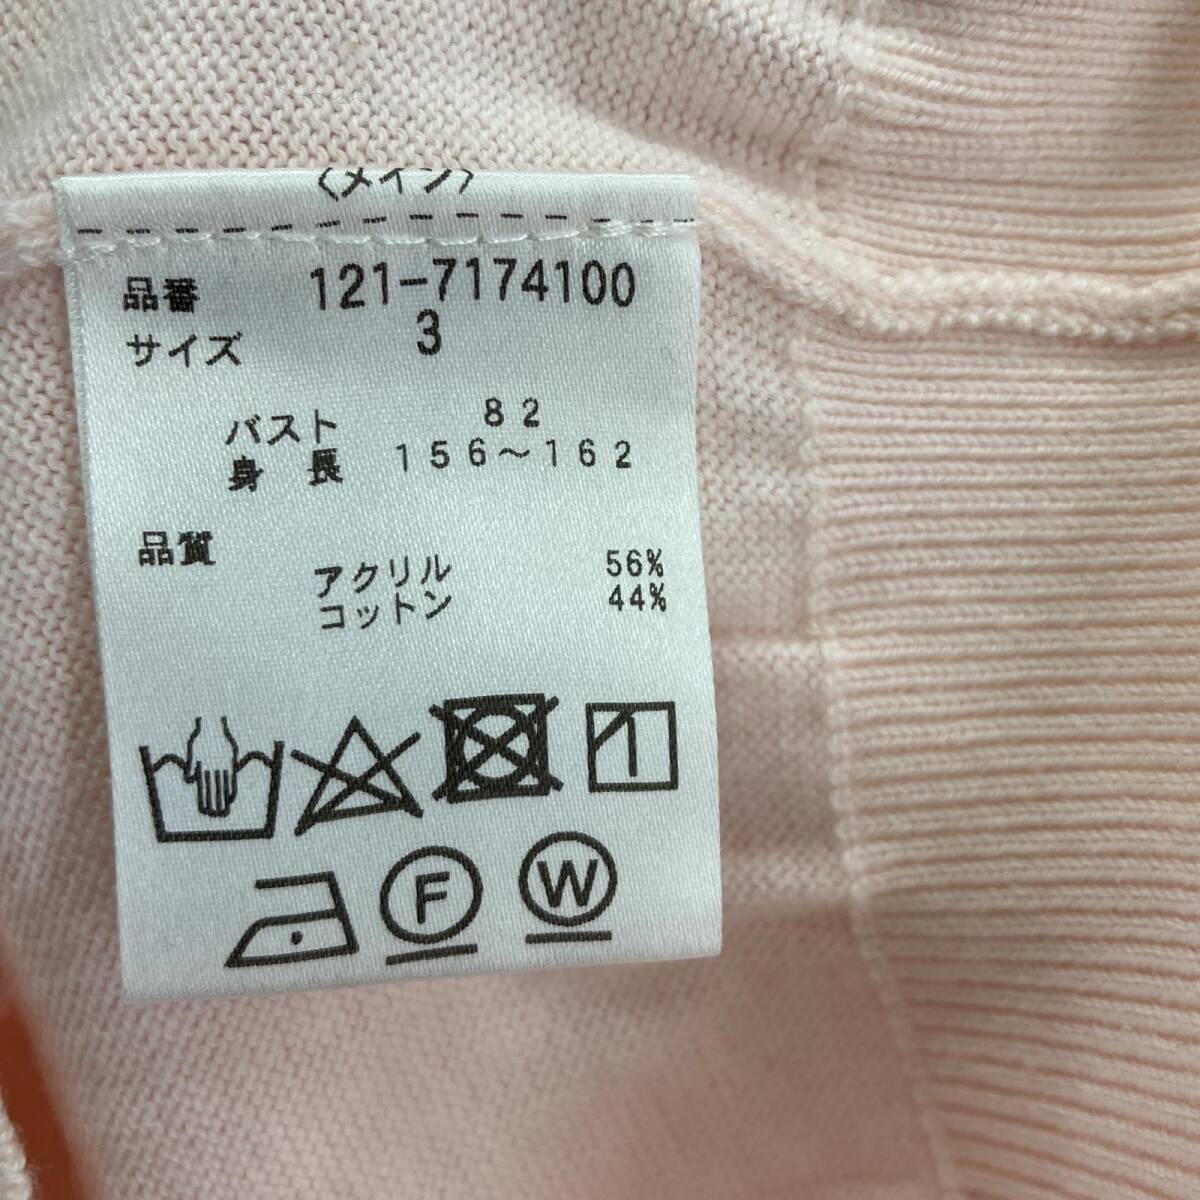 〈メイン〉
品番 121-7174100
サイズ 3
バスト 82
身長 156～162
品質
アクリル 56%
コットン 44%
F W